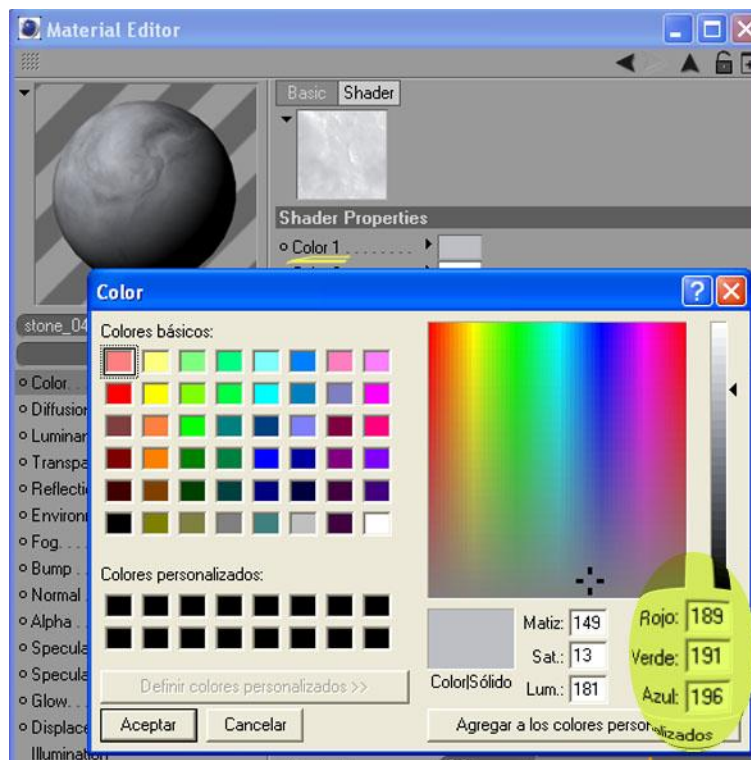 Material Editor
Basic Shader
Shader Properties
Color 1 . . . . . . . .
Color
stone_04
Colores básicos:
Color. . .
Diffusion
Luminan
Transpa
Reflecti
Environ
Fog. . . .
Bump . .
Normal
Alpha . .
Specula
Specula
Glow. . .
Displace
Illumination
Colores personalizados:
Definir colores personalizados >>
Aceptar Cancelar
Color|Sólido
Matiz: 149
Sat.: 13
Lum.: 181
Rojo: 189
Verde: 191
Azul: 196
Agregar a los colores personalizados